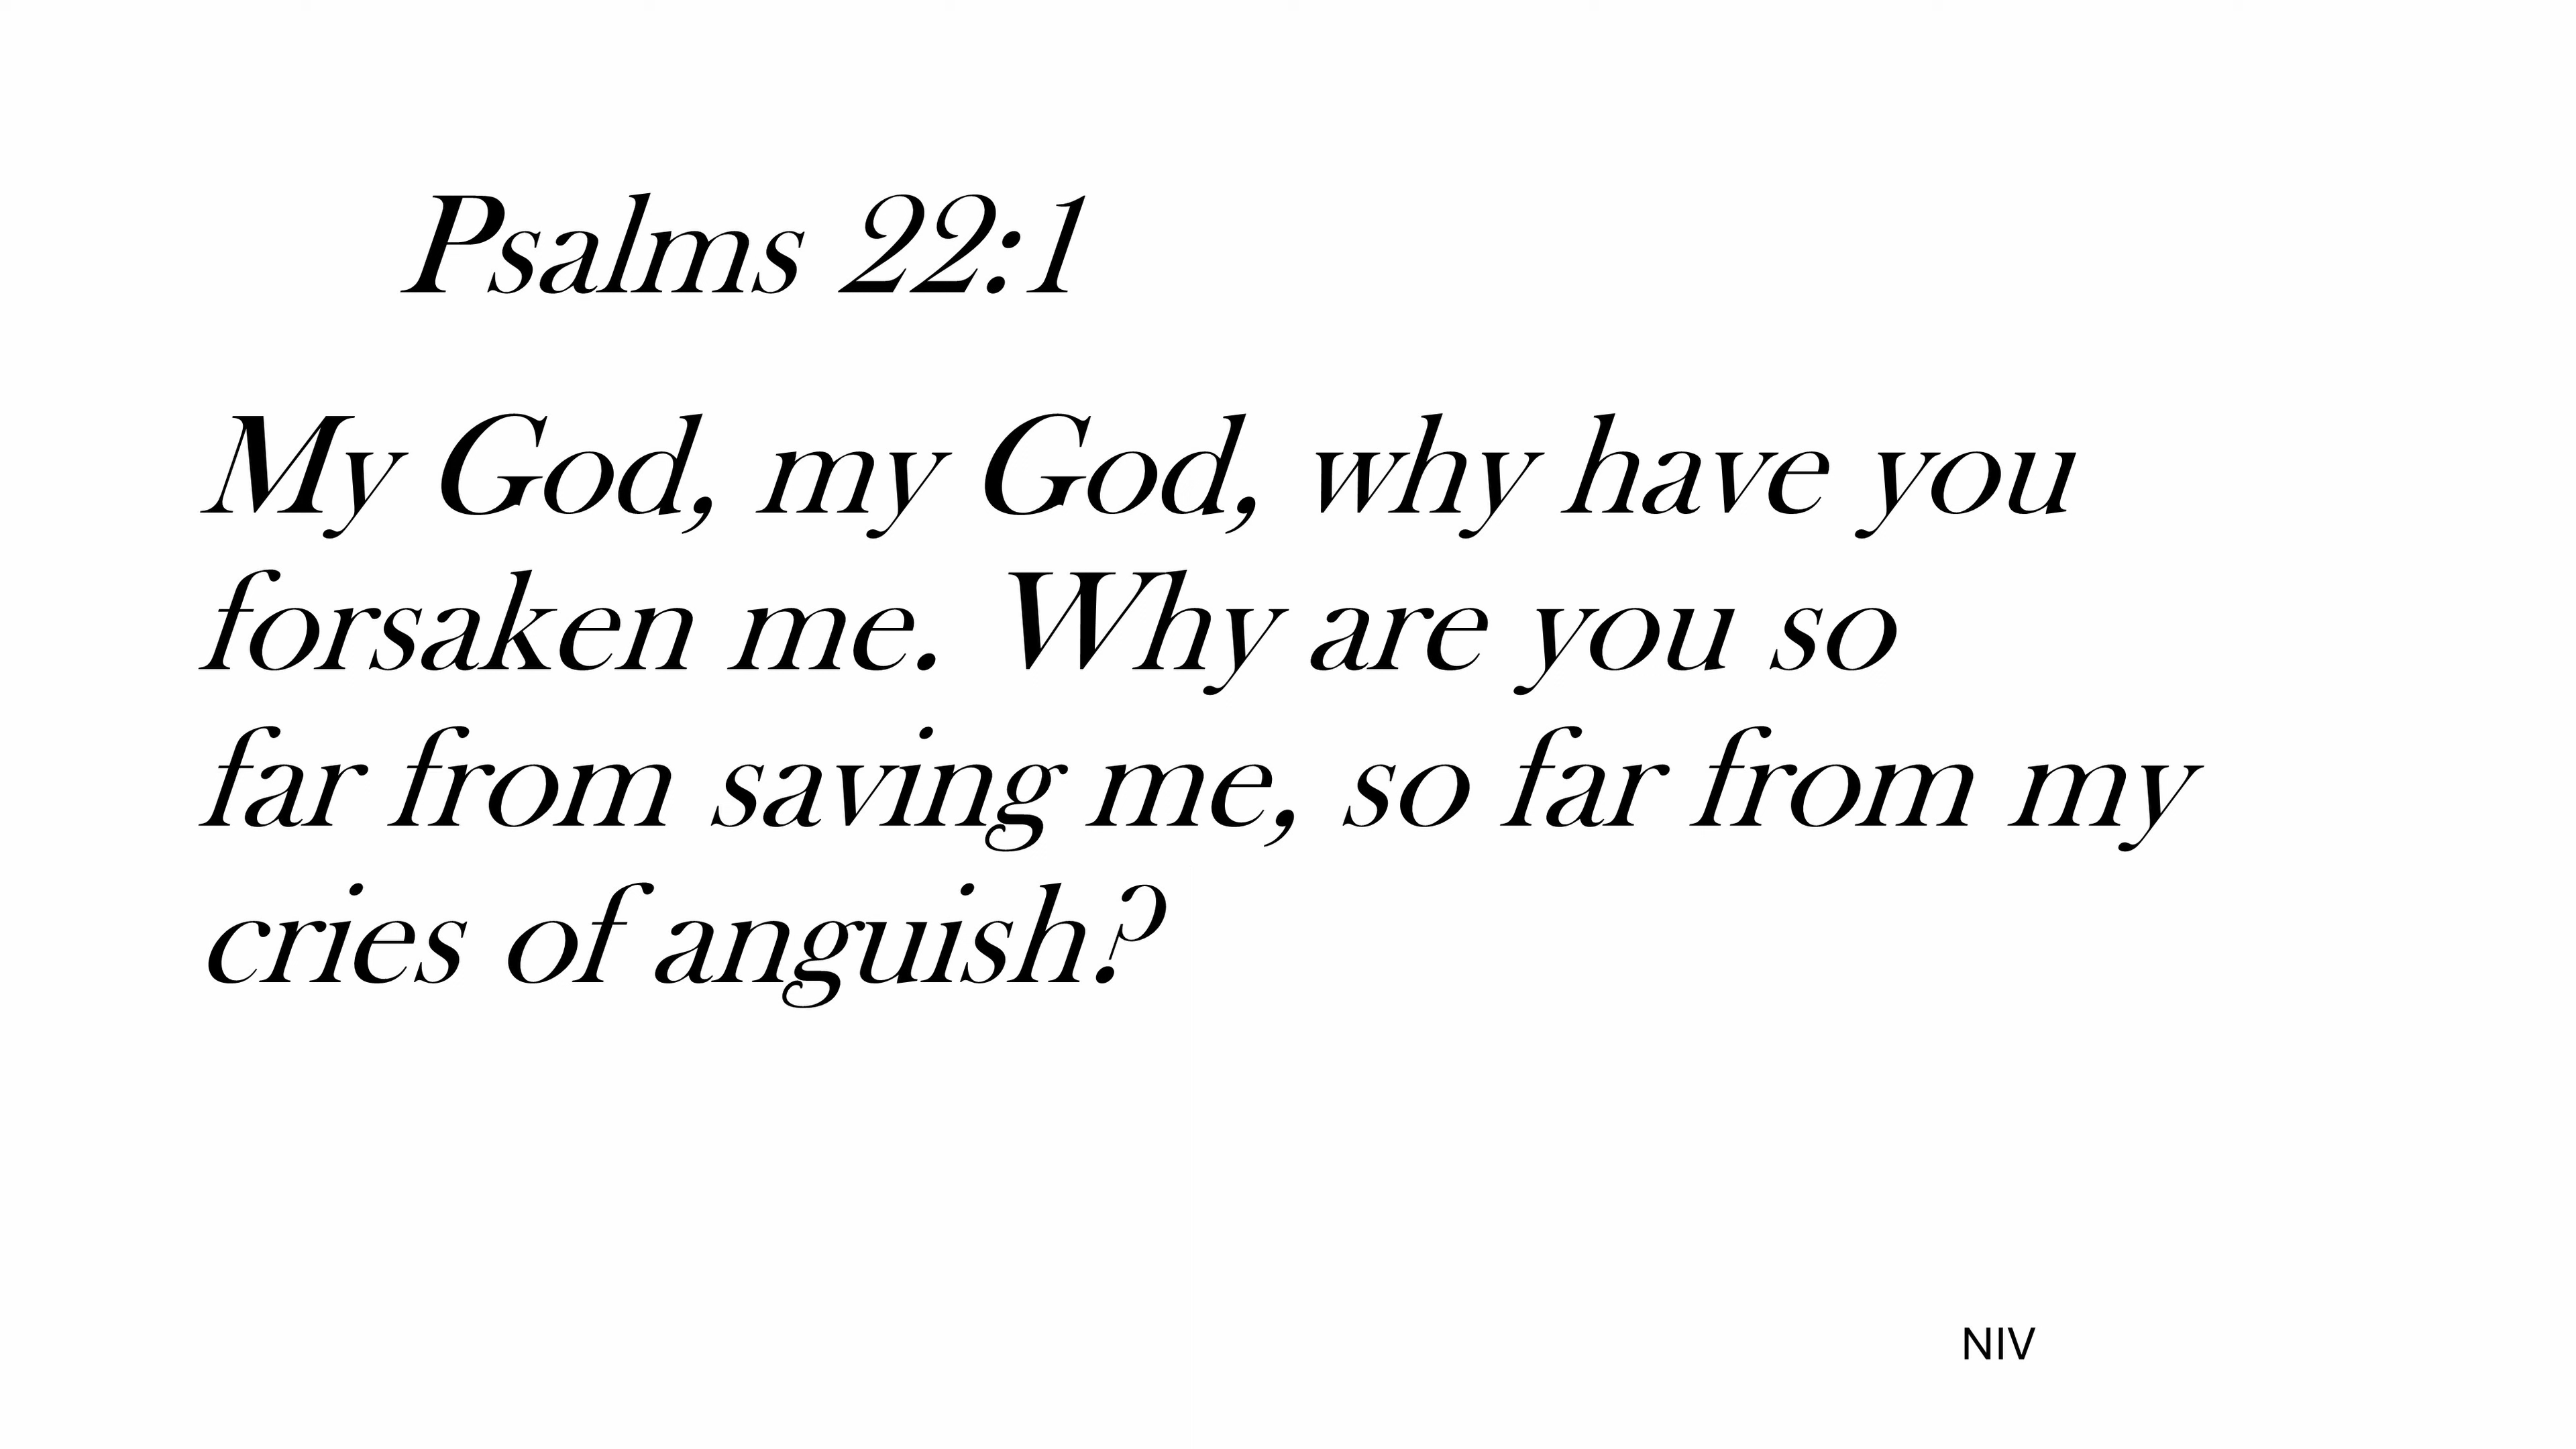 Psalms 22:1
My God, my God, why have you
forsaken me. Why are you so
far from saving me, so far from my
cries of anguish?
NIV